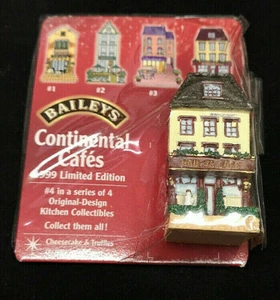 #1
#2
#3
BAILEYS
Continental
Cafés
1999 Limited Edition
#4 in a series of 4
Original-Design
Kitchen Collectibles
Collect them all!
Cheesecake & Truffles